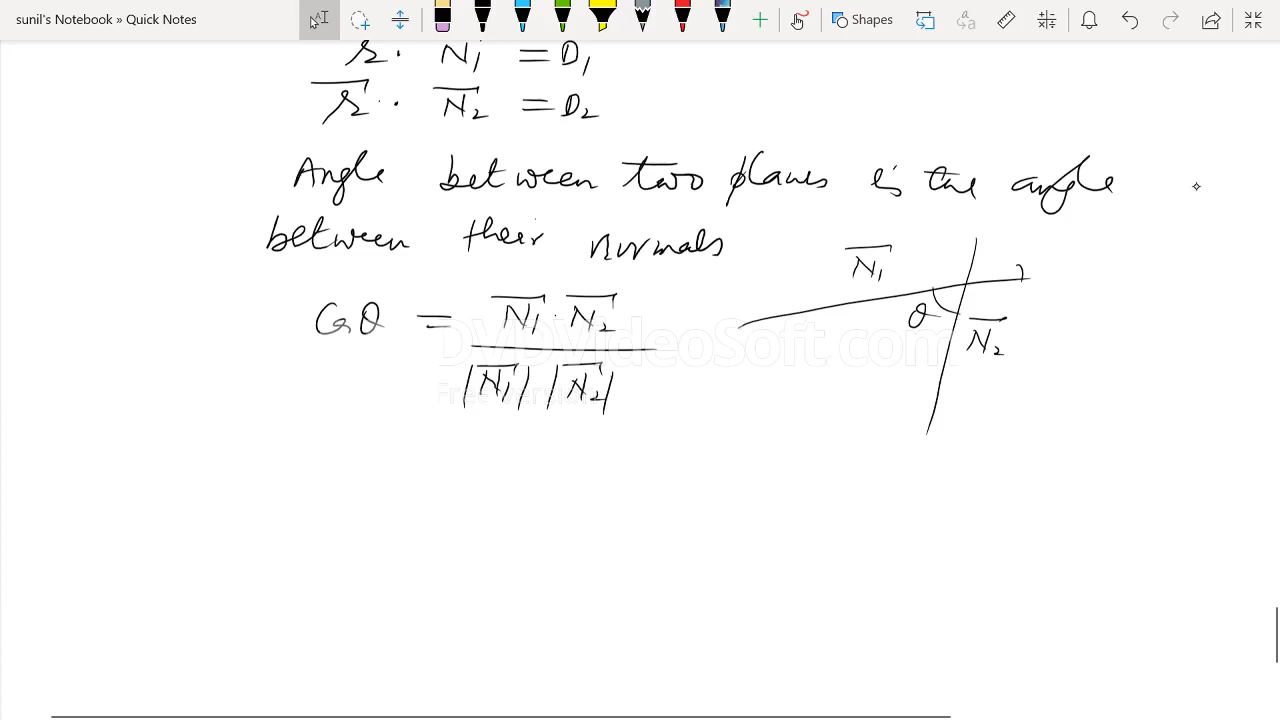 sunil's Notebook » Quick Notes
Shapes
r . N₁ = D₁
r . N₂ = D₂
Angle between two planes is the angle
between their normals
Cosθ = N₁ . N₂
|N₁| |N₂|
N₁
θ
N₂
DVDVideoSoft.com
Free version